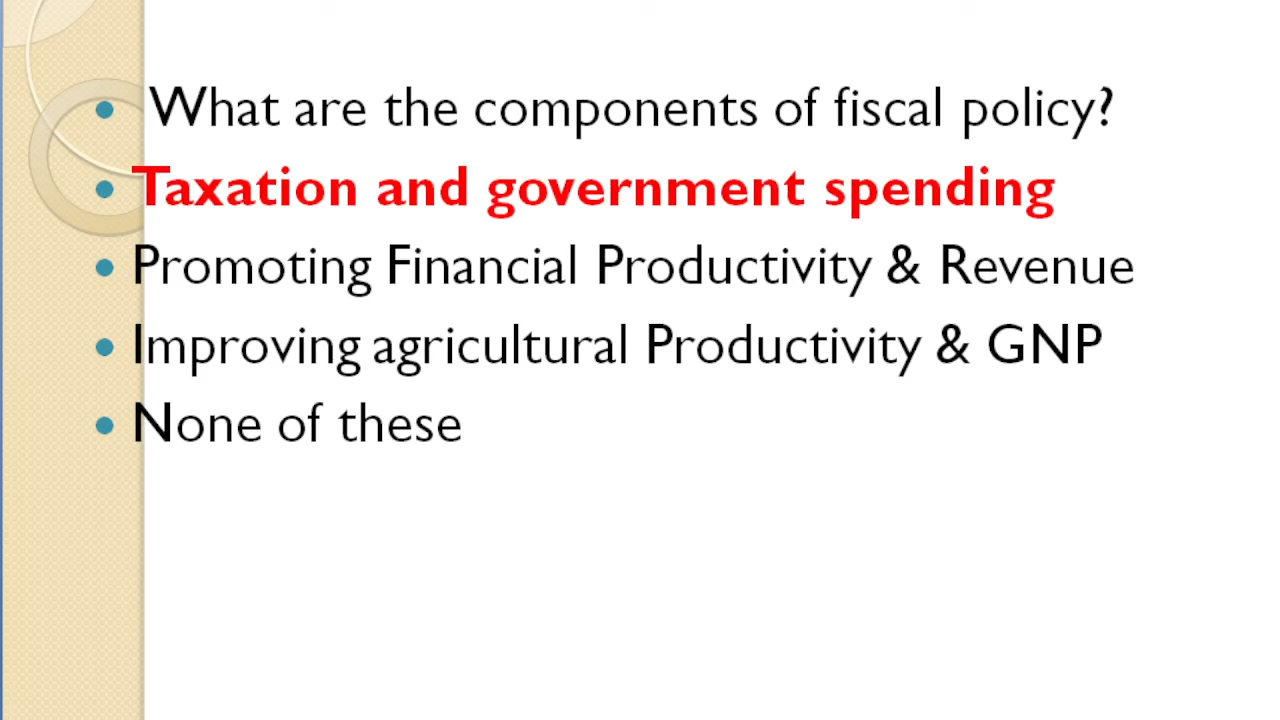 What are the components of fiscal policy?
Taxation and government spending
Promoting Financial Productivity & Revenue
Improving agricultural Productivity & GNP
None of these